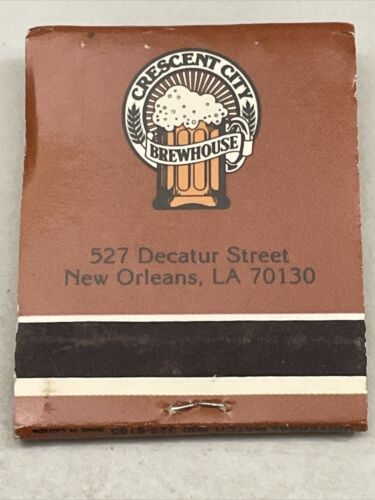 CRESCENT CITY
BREWHOUSE
527 Decatur Street
New Orleans, LA 70130